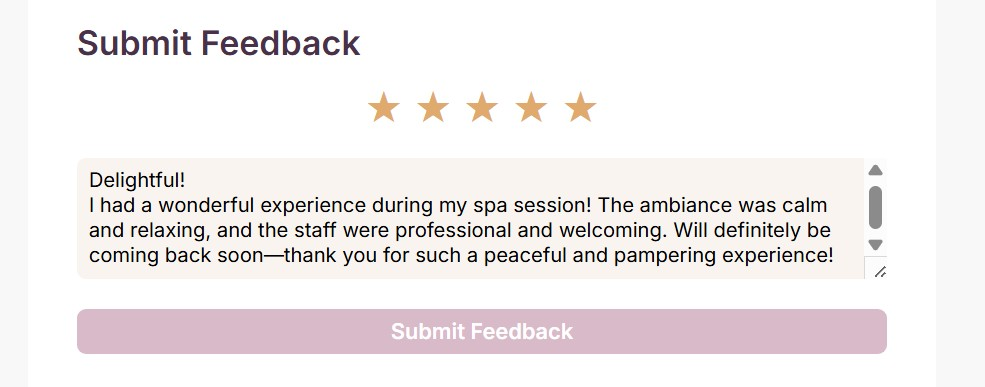 Submit Feedback
Delightful!
I had a wonderful experience during my spa session! The ambiance was calm
and relaxing, and the staff were professional and welcoming. Will definitely be
coming back soon—thank you for such a peaceful and pampering experience!
Submit Feedback